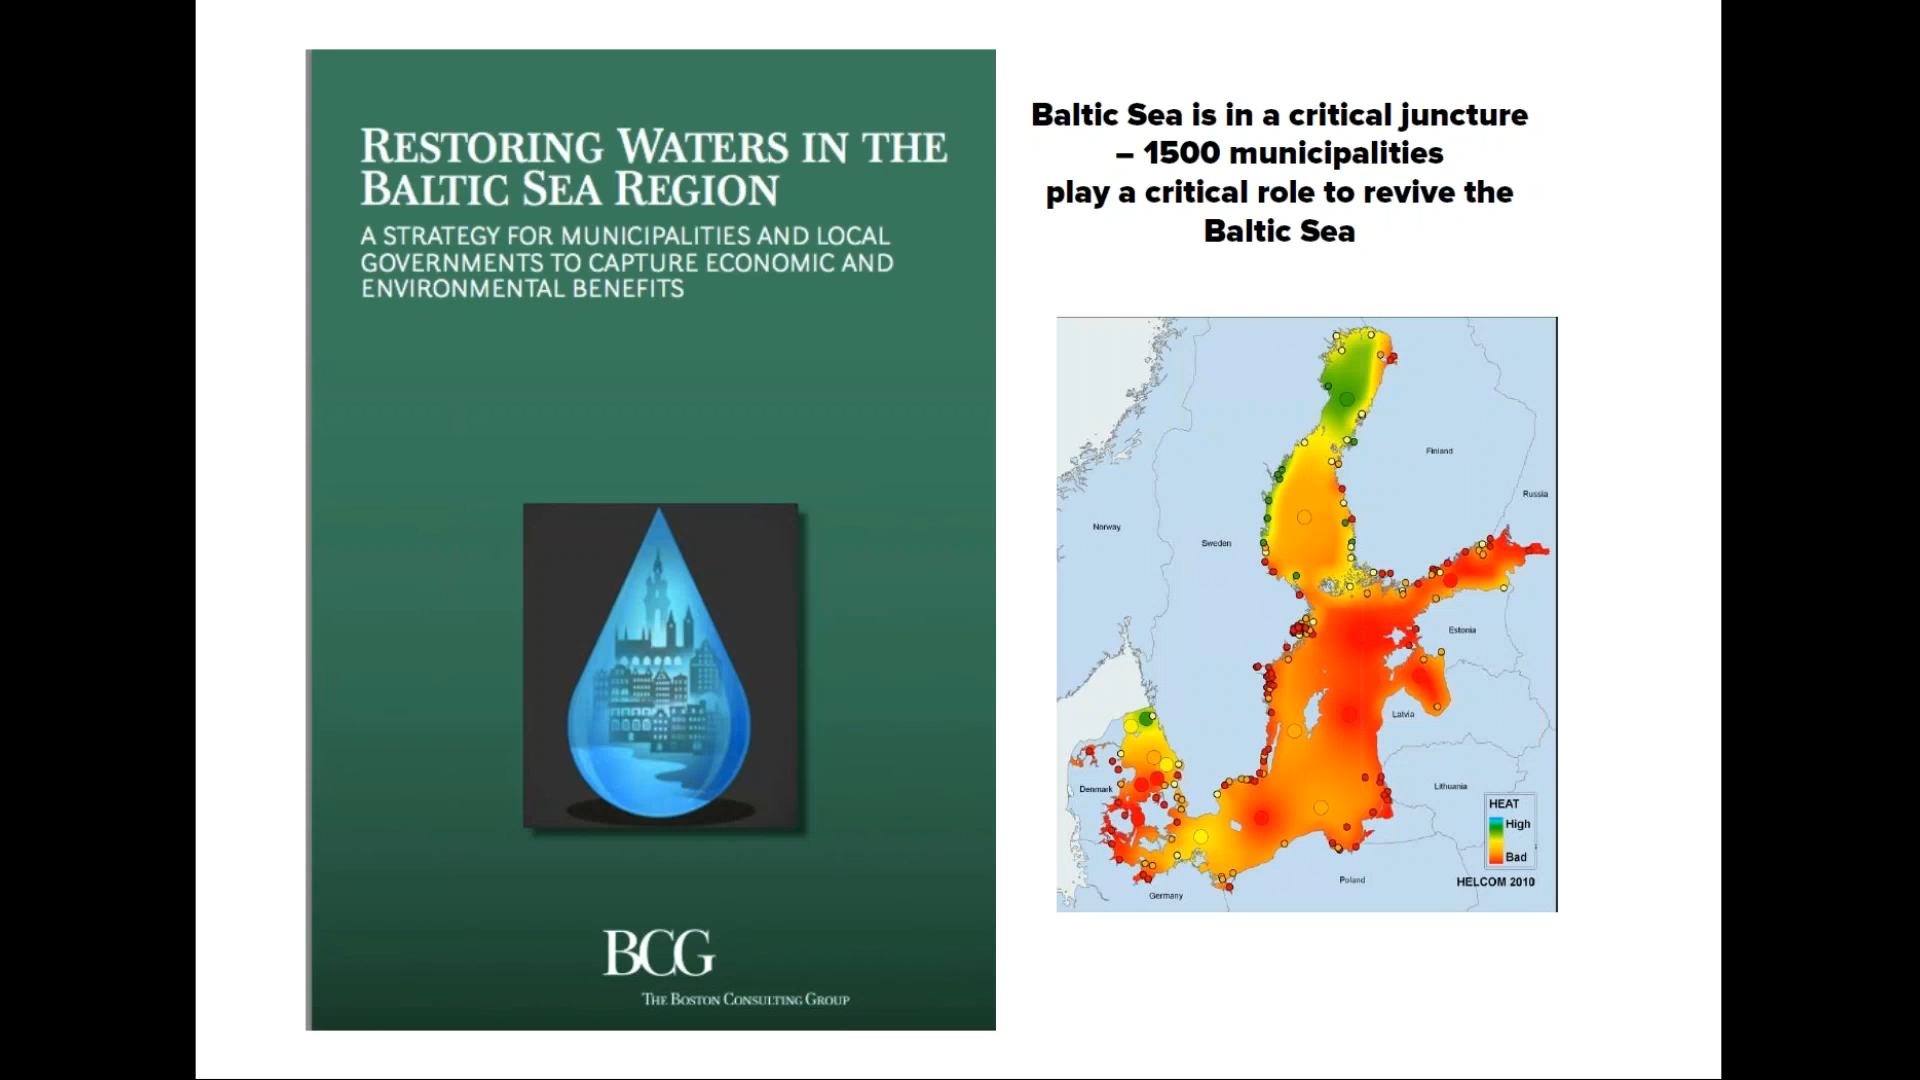 RESTORING WATERS IN THE
BALTIC SEA REGION
A STRATEGY FOR MUNICIPALITIES AND LOCAL
GOVERNMENTS TO CAPTURE ECONOMIC AND
ENVIRONMENTAL BENEFITS
BCG
THE BOSTON CONSULTING GROUP
Baltic Sea is in a critical juncture
– 1500 municipalities
play a critical role to revive the
Baltic Sea
Finland
Russia
Norway
Sweden
Estonia
Latvia
Denmark
Lithuania
HEAT
High
Bad
HELCOM 2010
Poland
Germany